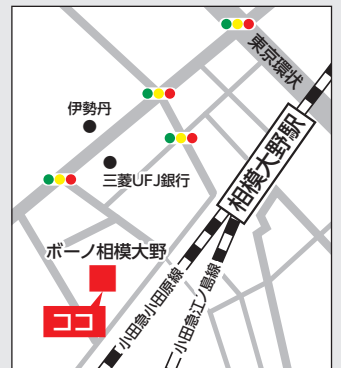 東京環状
伊勢丹
相模大野駅
三菱UFJ銀行
ボーノ相模大野
ココ
小田急小田原線
小田急江ノ島線